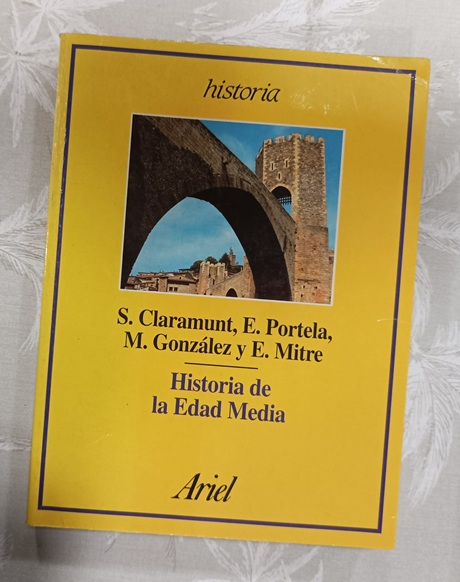 historia
S. Claramunt, E. Portela,
M. González y E. Mitre
Historia de
la Edad Media
Ariel